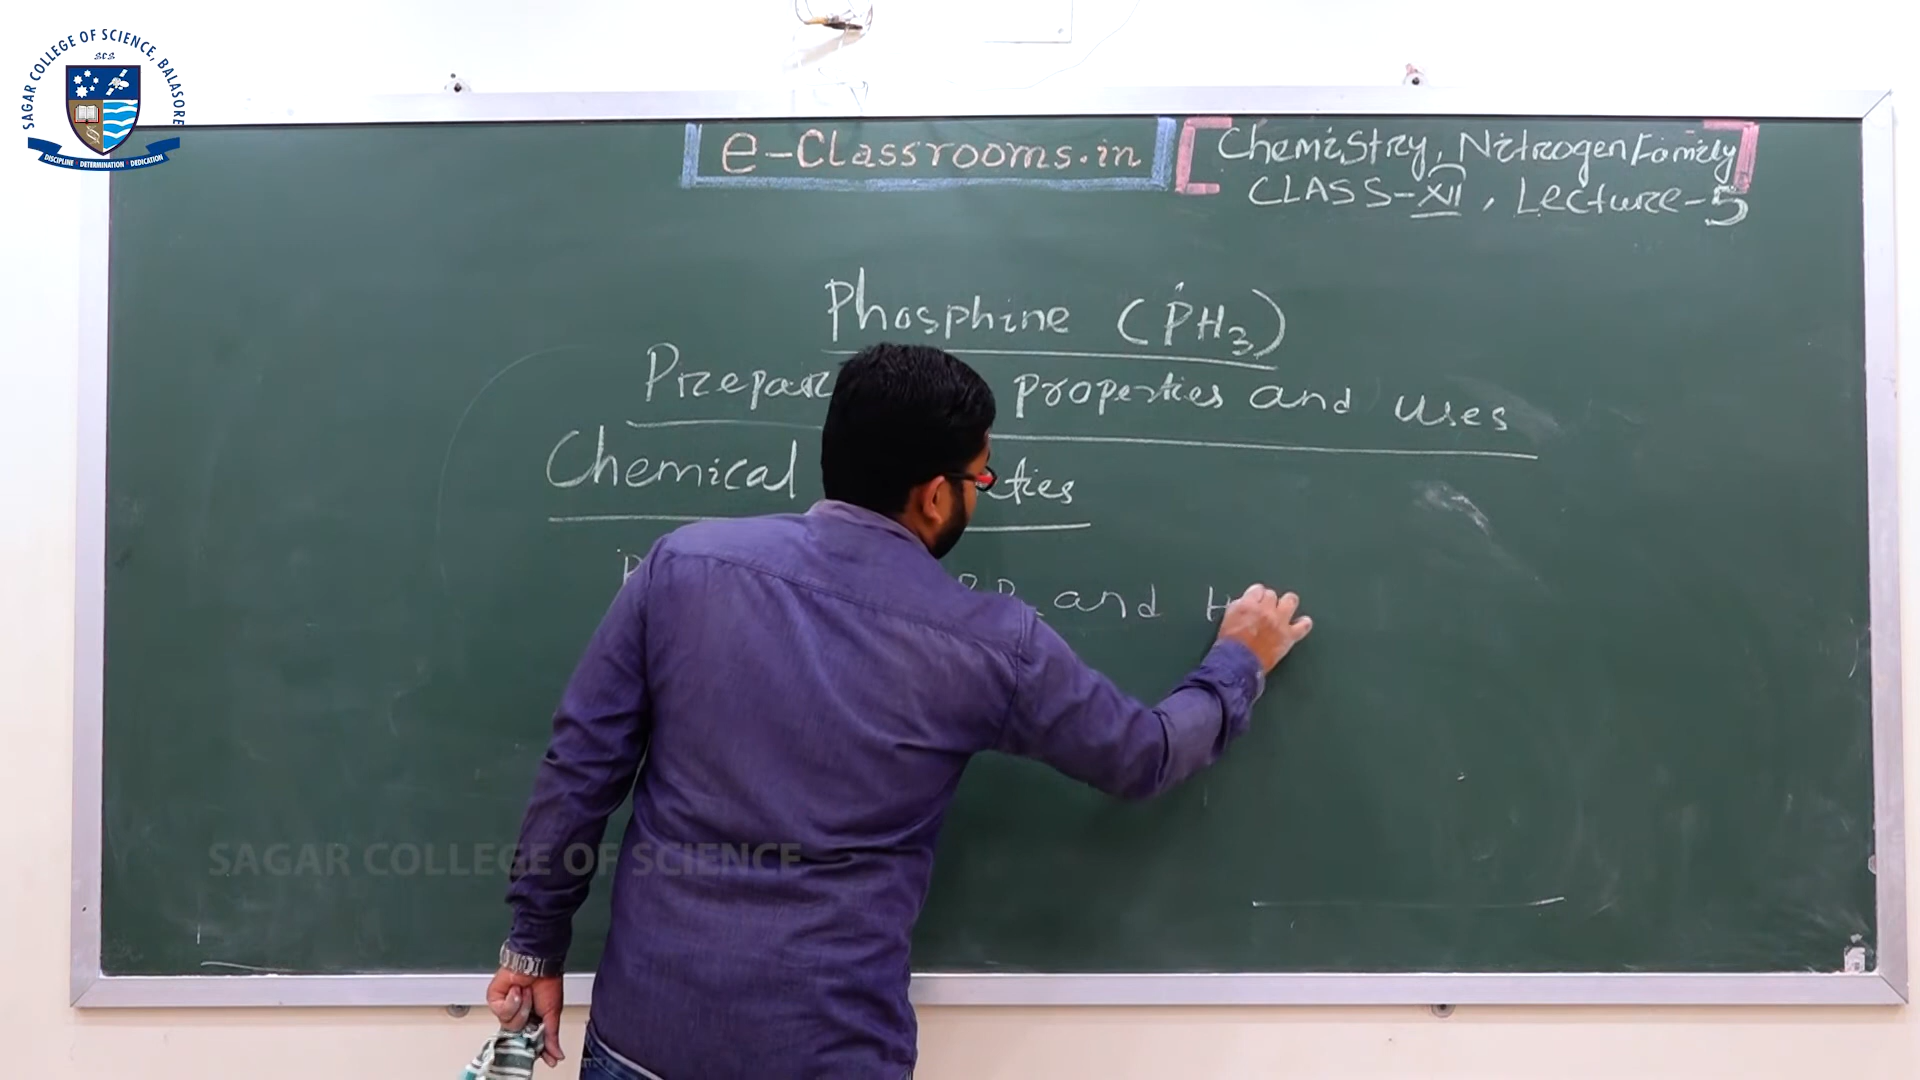 SAGAR COLLEGE OF SCIENCE, BALASORE
SCS
DISCIPLINE DETERMINATION DEDICATION
e-Classrooms.in
Chemistry, Nitrogen Family
CLASS-XII, Lecture-5
Phosphine (PH3)
properties and uses
Chemical
and
SAGAR COLLEGE OF SCIENCE